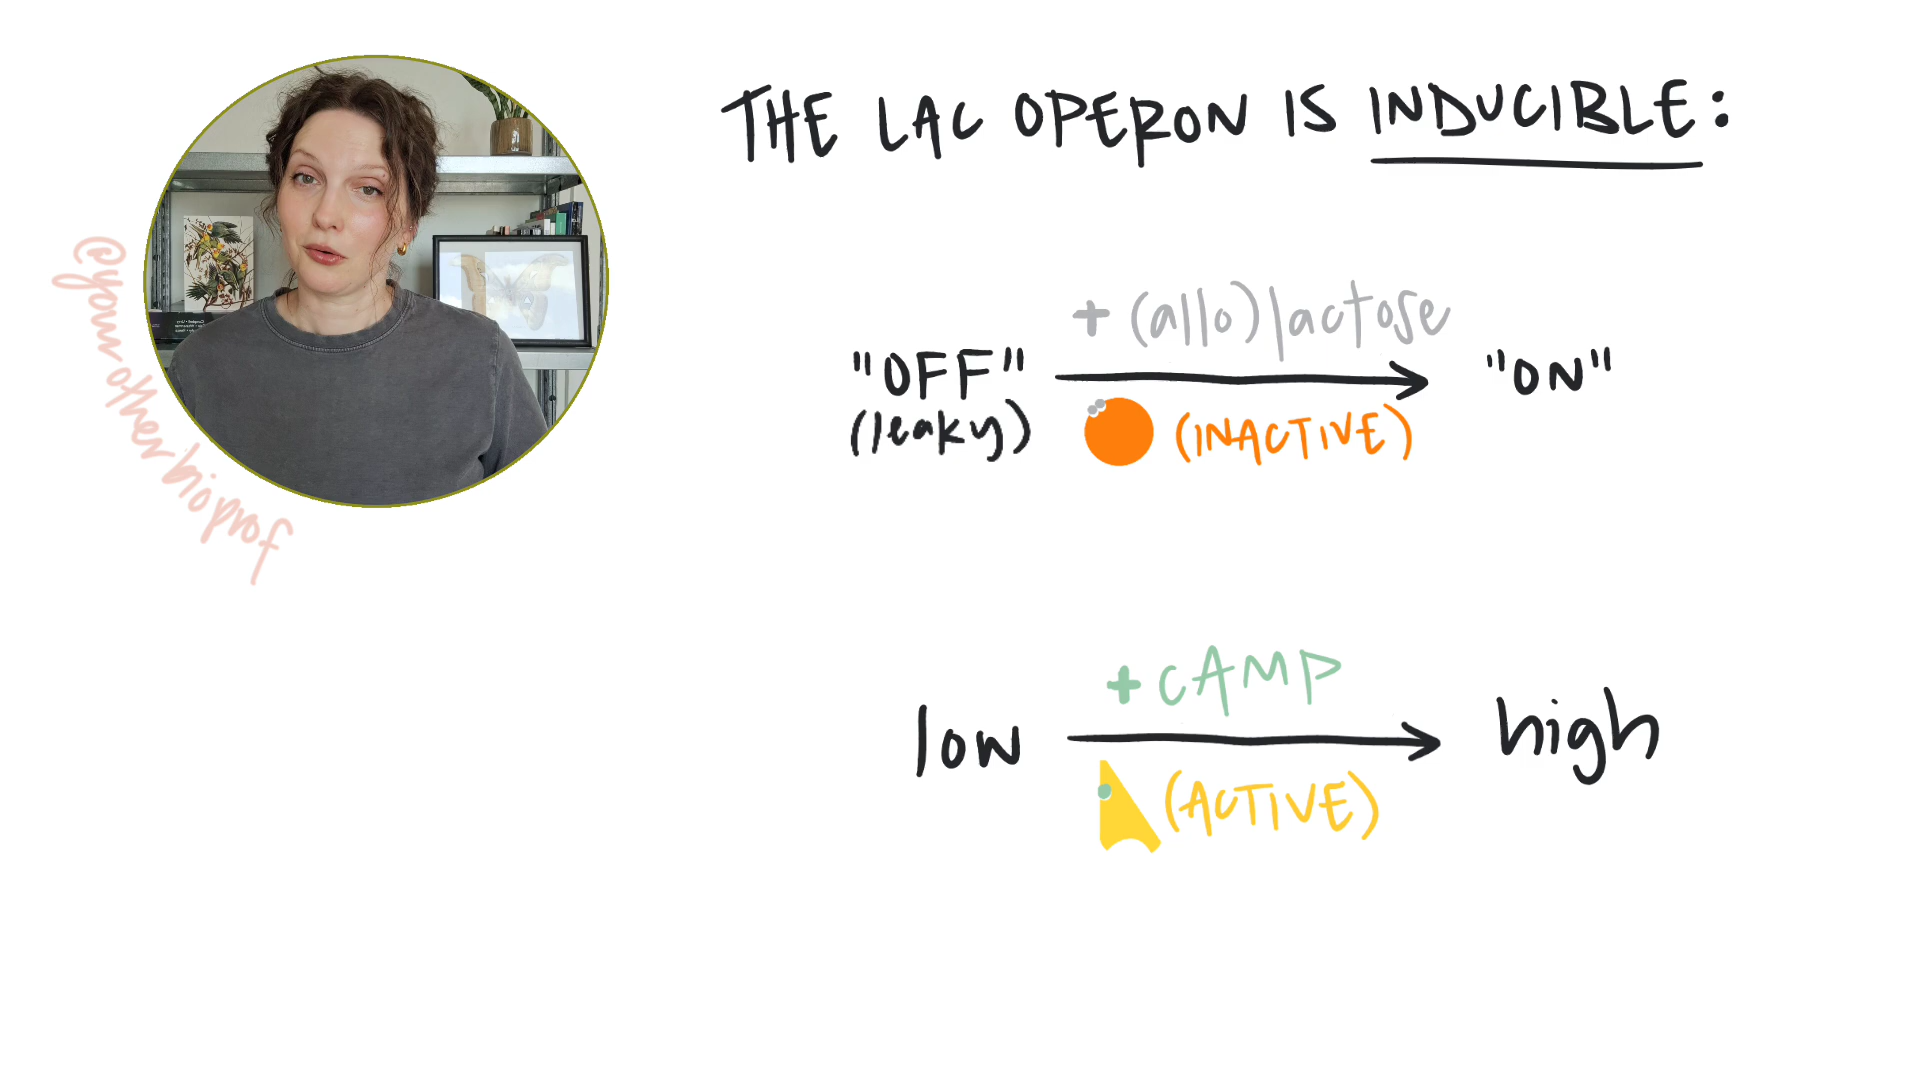 THE LAC OPERON IS INDUCIBLE:
@yourotherbioprof
+ (allo)lactose
"OFF" "ON"
(leaky) (INACTIVE)
+ cAMP
low high
(ACTIVE)